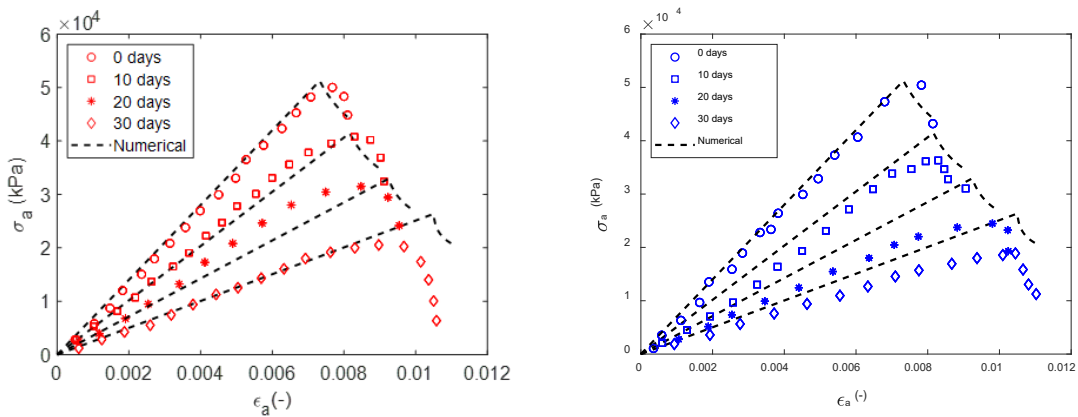 ×10⁴
6
5
4
3
2
1
0
σₐ (kPa)
0 days
10 days
20 days
30 days
Numerical
0 0.002 0.004 0.006 0.008 0.01 0.012
ϵₐ(-)
× 10 ⁴
6
5
4
3
2
1
0
σₐ (kPa)
0 days
10 days
20 days
30 days
Numerical
0 0.002 0.004 0.006 0.008 0.01 0.012
ϵₐ (-)